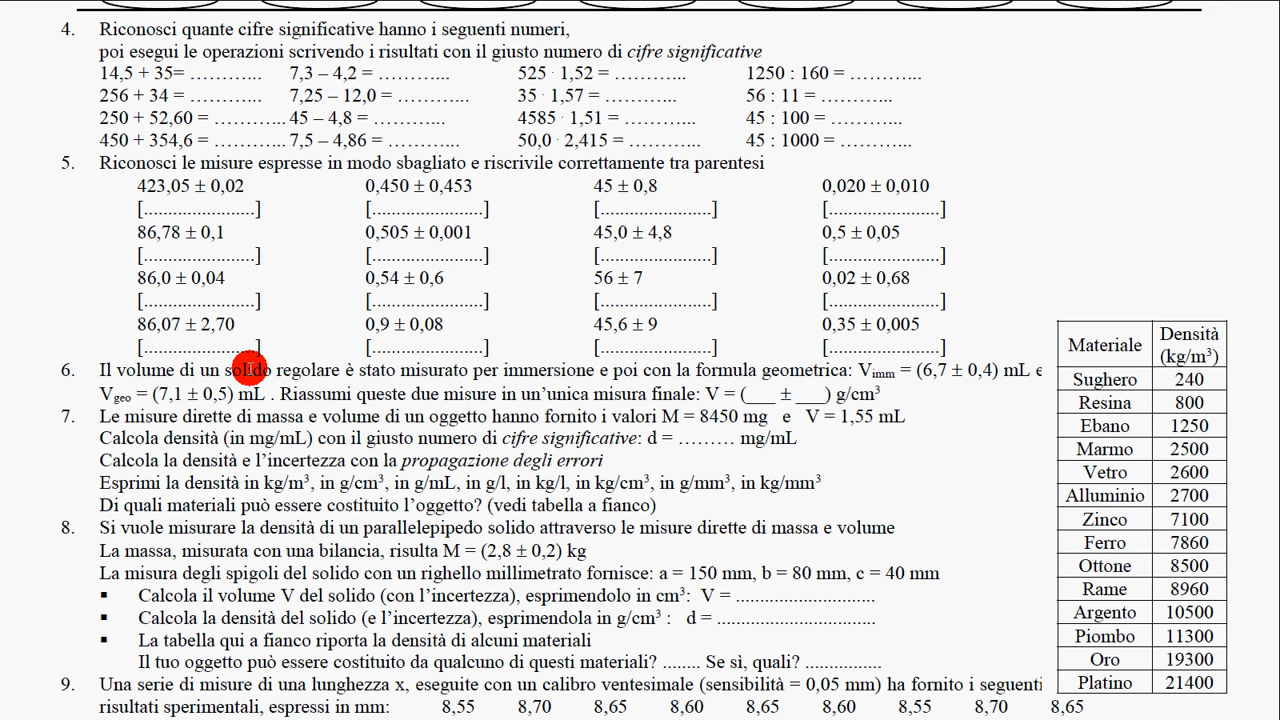 4. Riconosci quante cifre significative hanno i seguenti numeri,
poi esegui le operazioni scrivendo i risultati con il giusto numero di cifre significative
14,5 + 35= ……….. 7,3 – 4,2 = ……….. 525 · 1,52 = ……….. 1250 : 160 = ………..
256 + 34 = ……….. 7,25 – 12,0 = ……….. 35 · 1,57 = ……….. 56 : 11 = ………..
250 + 52,60 = ……….. 45 – 4,8 = ……….. 4585 · 1,51 = ……….. 45 : 100 = ………..
450 + 354,6 = ……….. 7,5 – 4,86 = ……….. 50,0 · 2,415 = ……….. 45 : 1000 = ………..
5. Riconosci le misure espresse in modo sbagliato e riscrivile correttamente tra parentesi
423,05 ± 0,02 0,450 ± 0,453 45 ± 0,8 0,020 ± 0,010
[......................] [......................] [......................] [......................]
86,78 ± 0,1 0,505 ± 0,001 45,0 ± 4,8 0,5 ± 0,05
[......................] [......................] [......................] [......................]
86,0 ± 0,04 0,54 ± 0,6 56 ± 7 0,02 ± 0,68
[......................] [......................] [......................] [......................]
86,07 ± 2,70 0,9 ± 0,08 45,6 ± 9 0,35 ± 0,005
[......................] [......................] [......................] [......................]
6. Il volume di un solido regolare è stato misurato per immersione e poi con la formula geometrica: Vimm = (6,7 ± 0,4) mL e
Vgeo = (7,1 ± 0,5) mL . Riassumi queste due misure in un’unica misura finale: V = (___ ± ___) g/cm³
7. Le misure dirette di massa e volume di un oggetto hanno fornito i valori M = 8450 mg e V = 1,55 mL
Calcola densità (in mg/mL) con il giusto numero di cifre significative: d = ……… mg/mL
Calcola la densità e l’incertezza con la propagazione degli errori
Esprimi la densità in kg/m³, in g/cm³, in g/mL, in g/l, in kg/l, in kg/cm³, in g/mm³, in kg/mm³
Di quali materiali può essere costituito l’oggetto? (vedi tabella a fianco)
8. Si vuole misurare la densità di un parallelepipedo solido attraverso le misure dirette di massa e volume
La massa, misurata con una bilancia, risulta M = (2,8 ± 0,2) kg
La misura degli spigoli del solido con un righello millimetrato fornisce: a = 150 mm, b = 80 mm, c = 40 mm
▪ Calcola il volume V del solido (con l’incertezza), esprimendolo in cm³: V = ............................
▪ Calcola la densità del solido (e l’incertezza), esprimendola in g/cm³ : d = ................................
▪ La tabella qui a fianco riporta la densità di alcuni materiali
Il tuo oggetto può essere costituito da qualcuno di questi materiali? ........ Se sì, quali? ...............
9. Una serie di misure di una lunghezza x, eseguite con un calibro ventesimale (sensibilità = 0,05 mm) ha fornito i seguenti
risultati sperimentali, espressi in mm: 8,55 8,70 8,65 8,60 8,65 8,60 8,55 8,70 8,65
Materiale Densità (kg/m³)
Sughero 240
Resina 800
Ebano 1250
Marmo 2500
Vetro 2600
Alluminio 2700
Zinco 7100
Ferro 7860
Ottone 8500
Rame 8960
Argento 10500
Piombo 11300
Oro 19300
Platino 21400